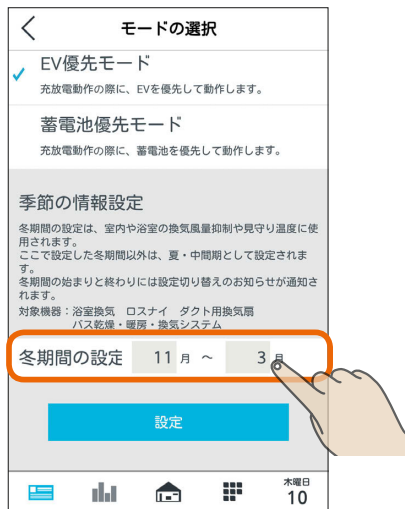 モードの選択
EV優先モード
充放電動作の際に、EVを優先して動作します。
蓄電池優先モード
充放電動作の際に、蓄電池を優先して動作します。
季節の情報設定
冬期間の設定は、室内や浴室の換気風量抑制や見守り温度に使
用されます。
ここで設定した冬期間以外は、夏・中間期として設定されま
す。
冬期間の始まりと終わりには設定切り替えのお知らせが通知さ
れます。
対象機器：浴室換気 ロスナイ ダクト用換気扇
バス乾燥・暖房・換気システム
冬期間の設定 11 月 ～ 3 月
設定
木曜日
10